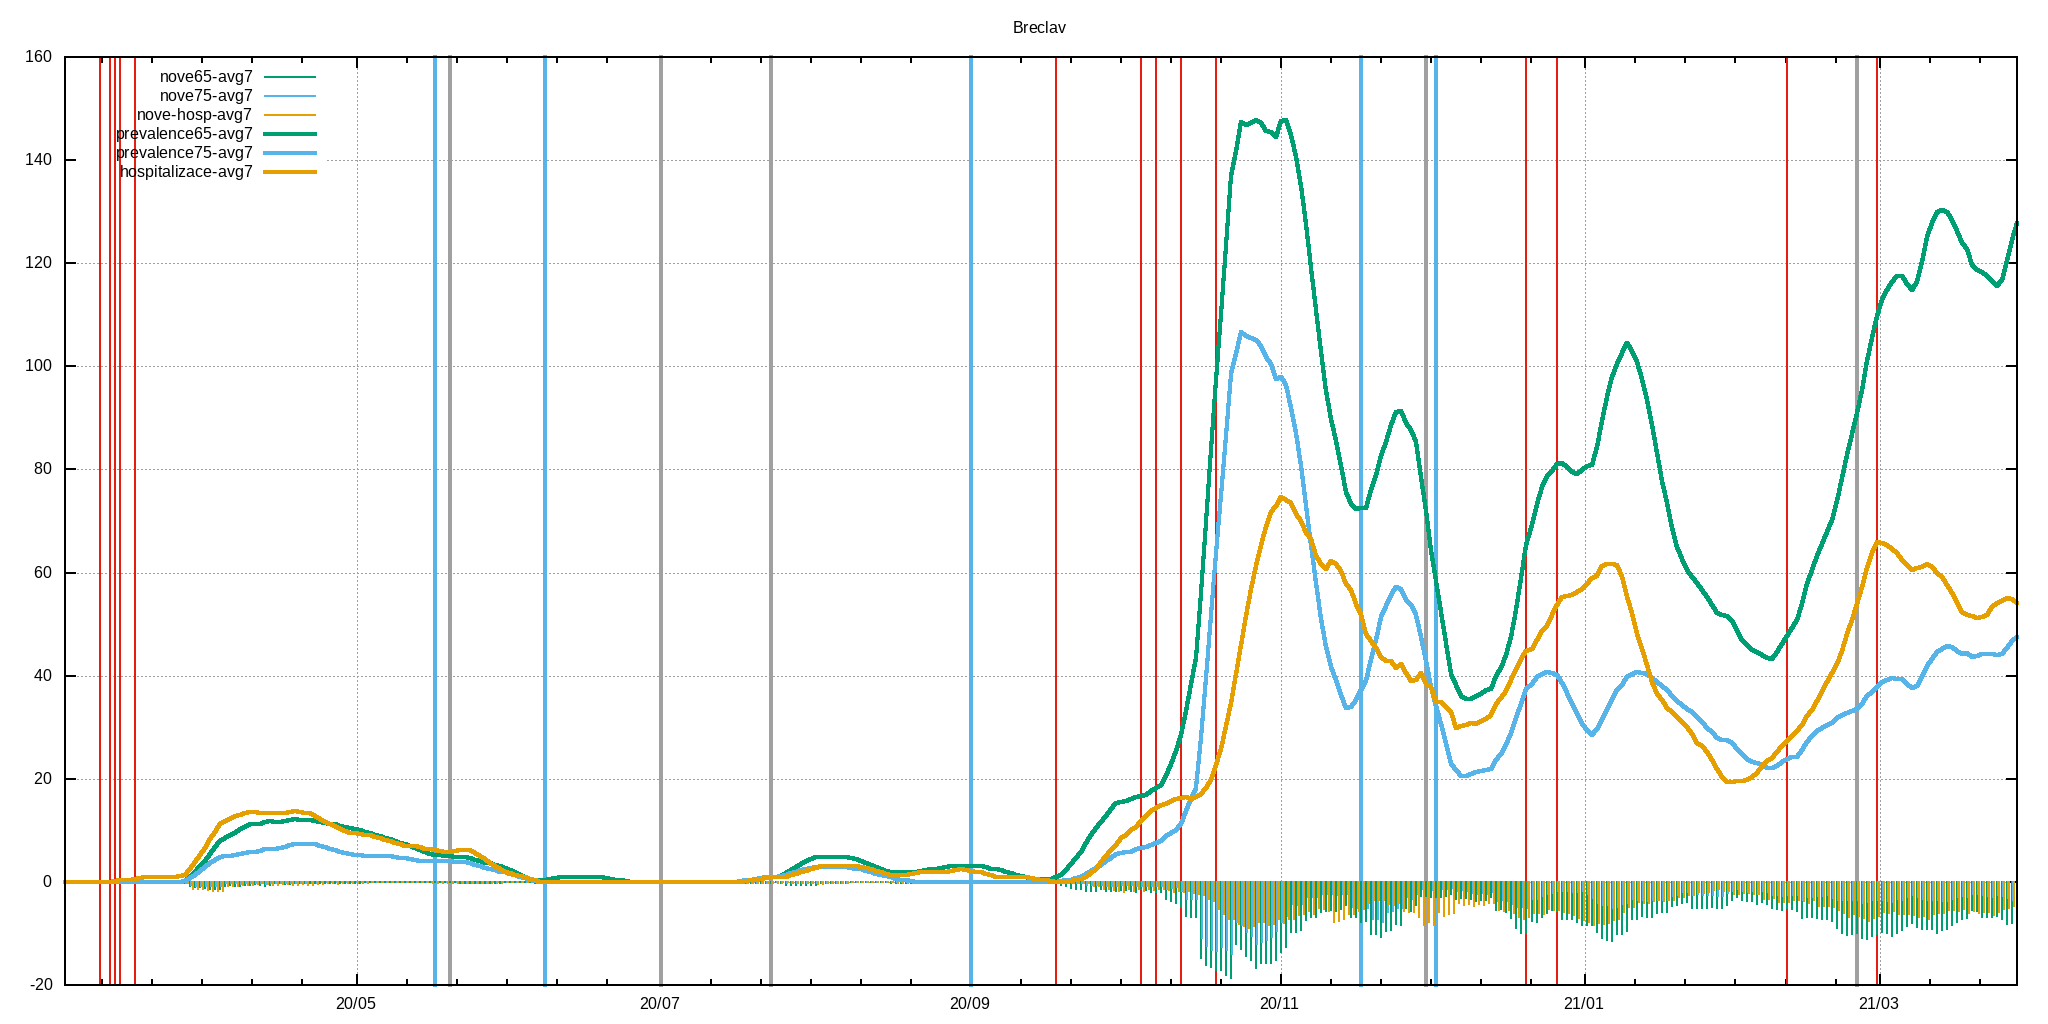 Breclav
160
140
120
100
80
60
40
20
0
-20
nove65-avg7
nove75-avg7
nove-hosp-avg7
prevalence65-avg7
prevalence75-avg7
hospitalizace-avg7
20/05 20/07 20/09 20/11 21/01 21/03